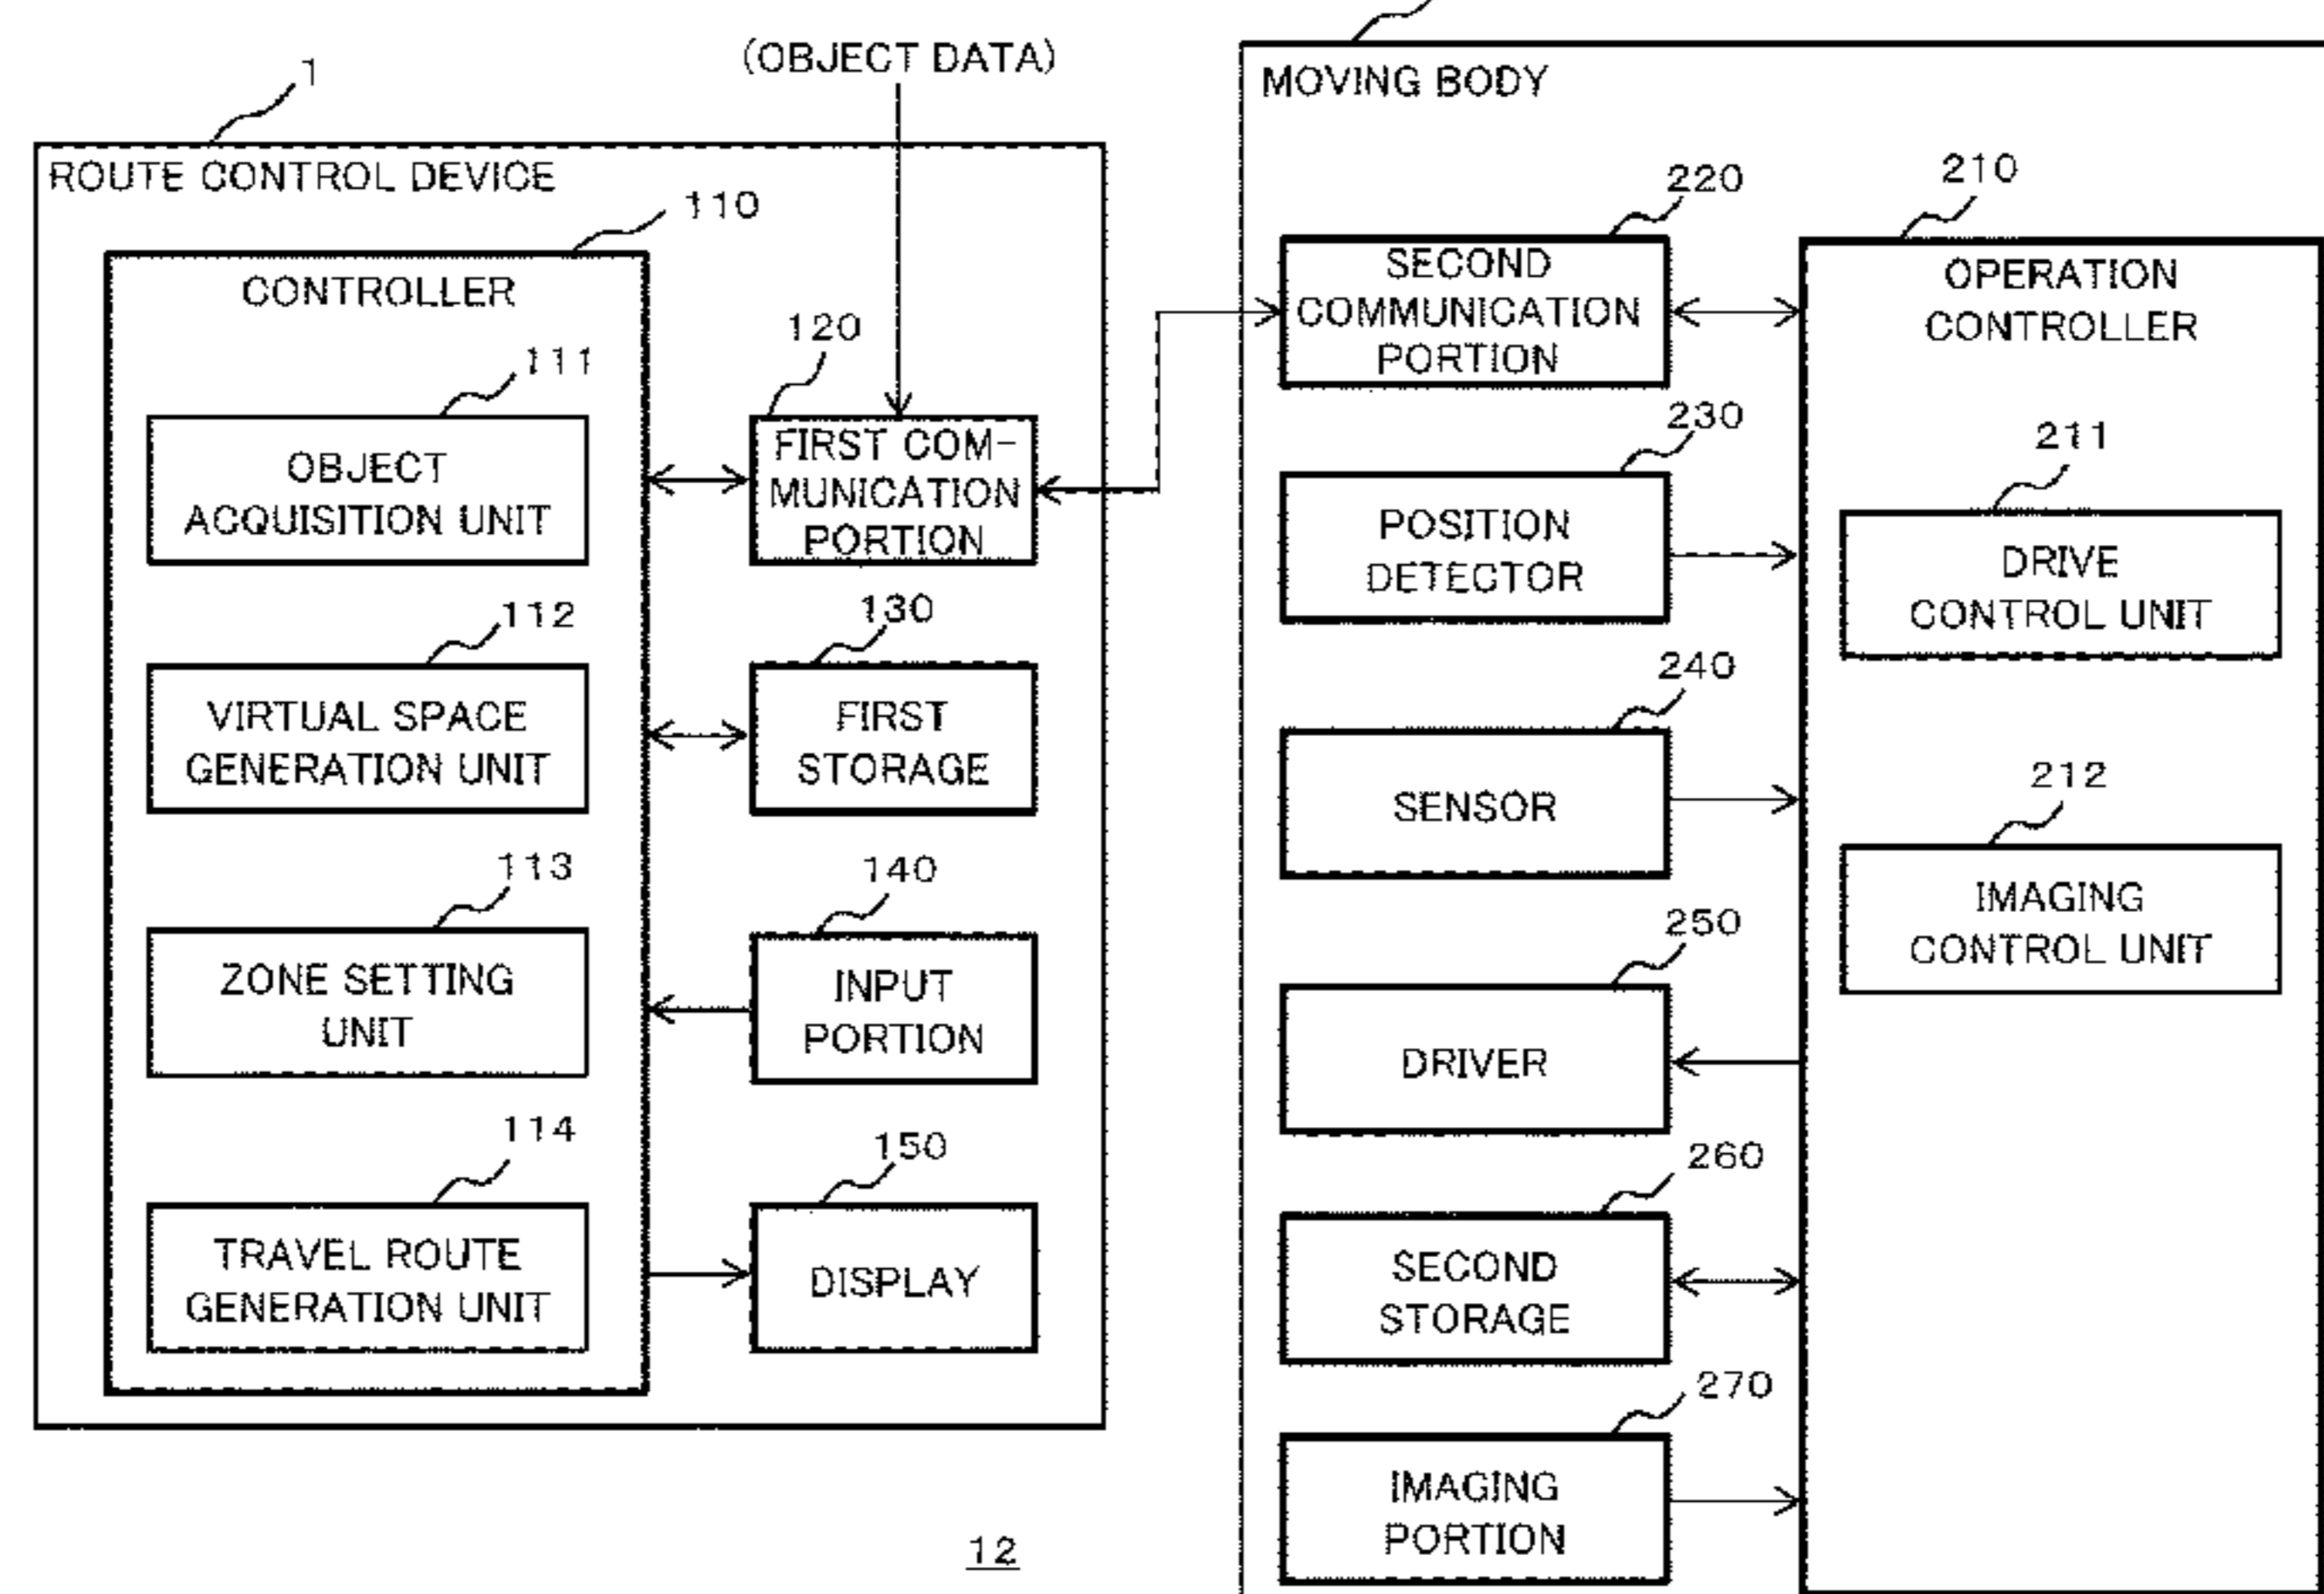 (OBJECT DATA)
1
ROUTE CONTROL DEVICE
110
CONTROLLER
111
OBJECT
ACQUISITION UNIT
112
VIRTUAL SPACE
GENERATION UNIT
113
ZONE SETTING
UNIT
114
TRAVEL ROUTE
GENERATION UNIT
120
FIRST COM-
MUNICATION
PORTION
130
FIRST
STORAGE
140
INPUT
PORTION
150
DISPLAY
12
MOVING BODY
220
SECOND
COMMUNICATION
PORTION
230
POSITION
DETECTOR
240
SENSOR
250
DRIVER
260
SECOND
STORAGE
270
IMAGING
PORTION
210
OPERATION
CONTROLLER
211
DRIVE
CONTROL UNIT
212
IMAGING
CONTROL UNIT